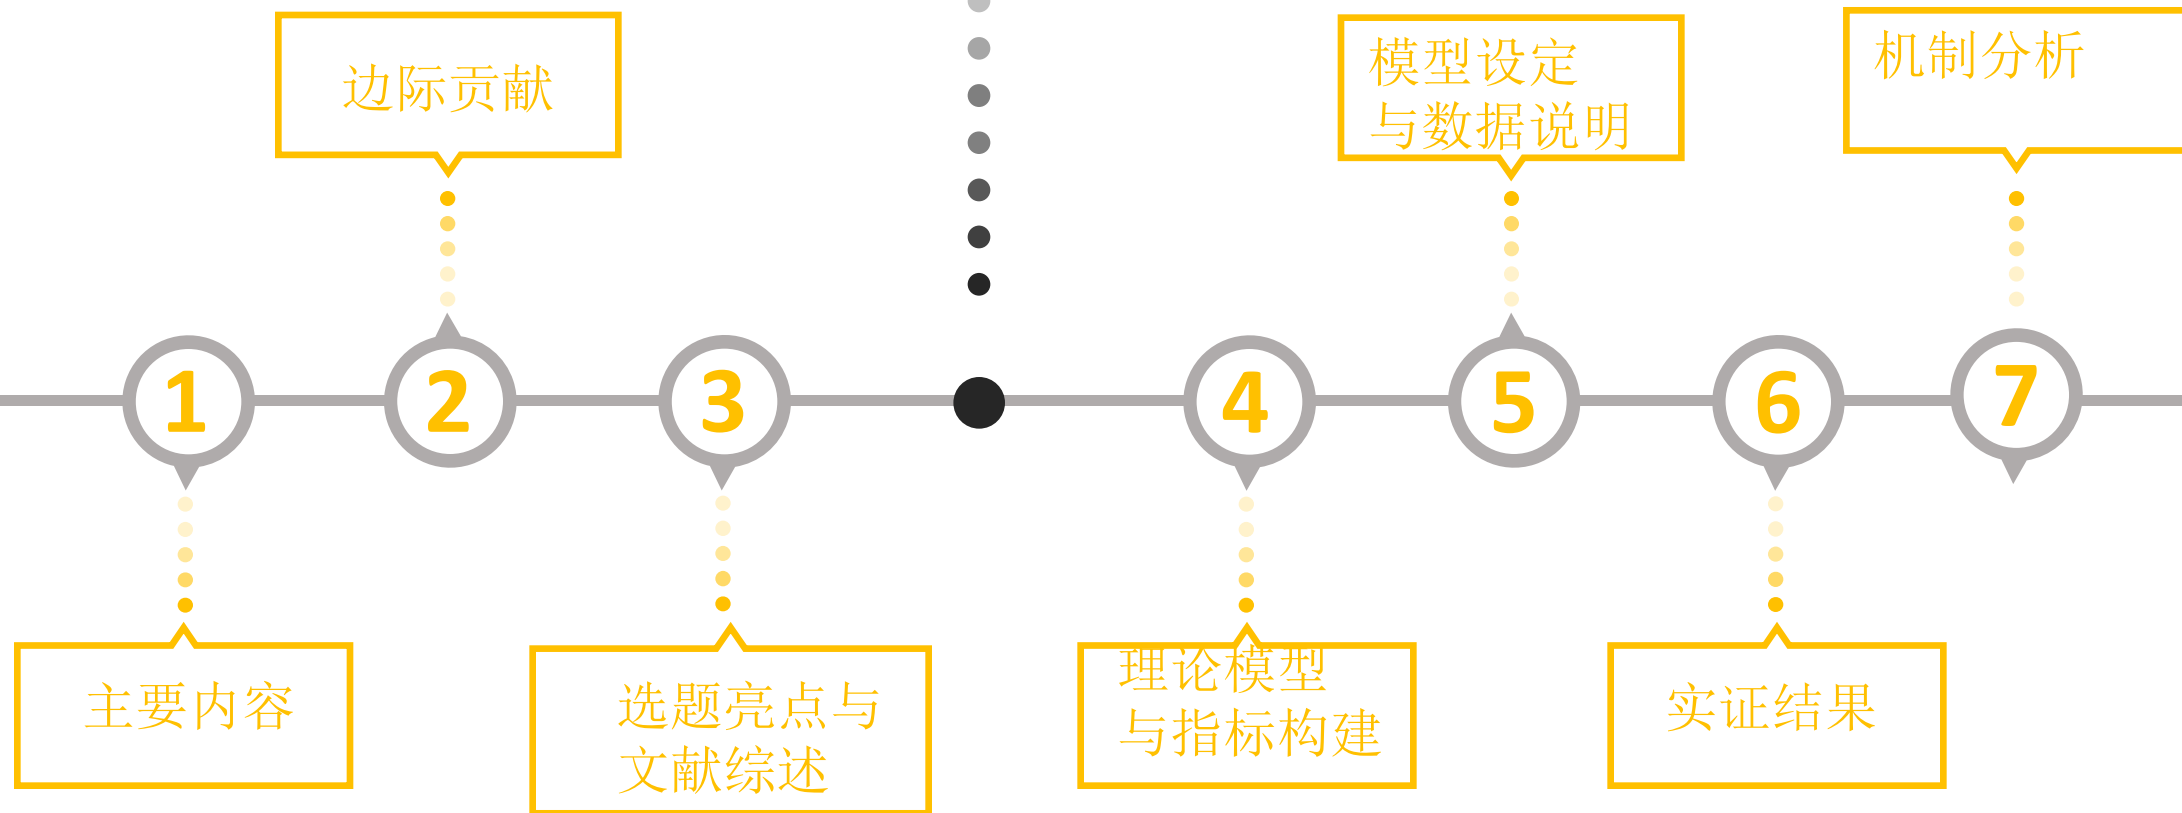 边际贡献
模型设定
与数据说明
机制分析
1
2
3
4
5
6
7
主要内容
选题亮点与
文献综述
理论模型
与指标构建
实证结果